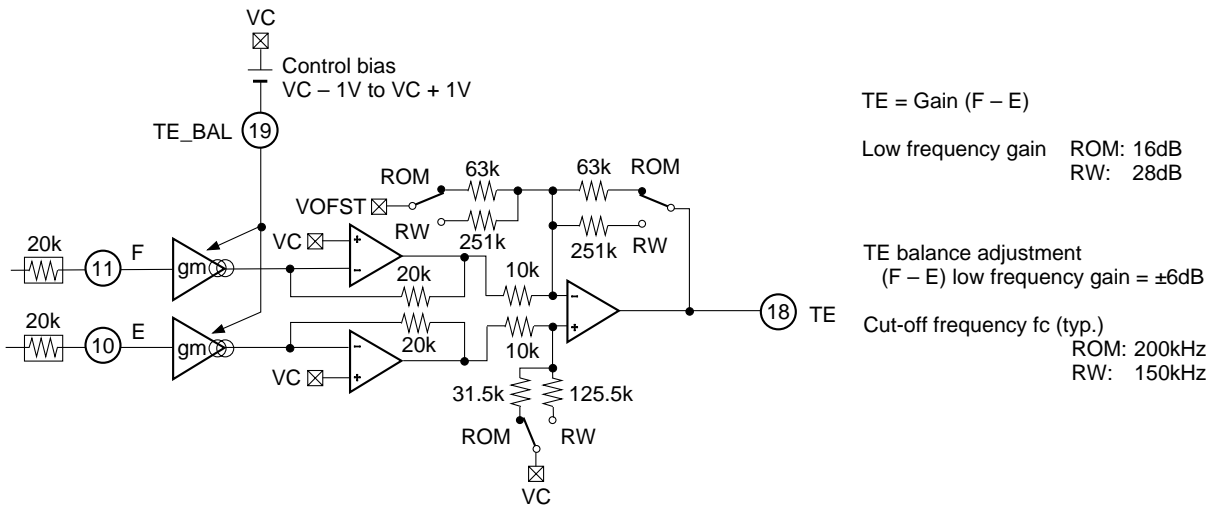 VC
Control bias
VC – 1V to VC + 1V
TE_BAL
19
ROM
63k
63k
ROM
VOFST
RW
251k
251k
RW
VC
20k
11
F
gm
+
–
20k
10k
–
+
18
TE
20k
10
E
gm
20k
–
+
VC
10k
31.5k
125.5k
ROM
RW
VC
TE = Gain (F – E)
Low frequency gain ROM: 16dB
RW: 28dB
TE balance adjustment
(F – E) low frequency gain = ±6dB
Cut-off frequency fc (typ.)
ROM: 200kHz
RW: 150kHz